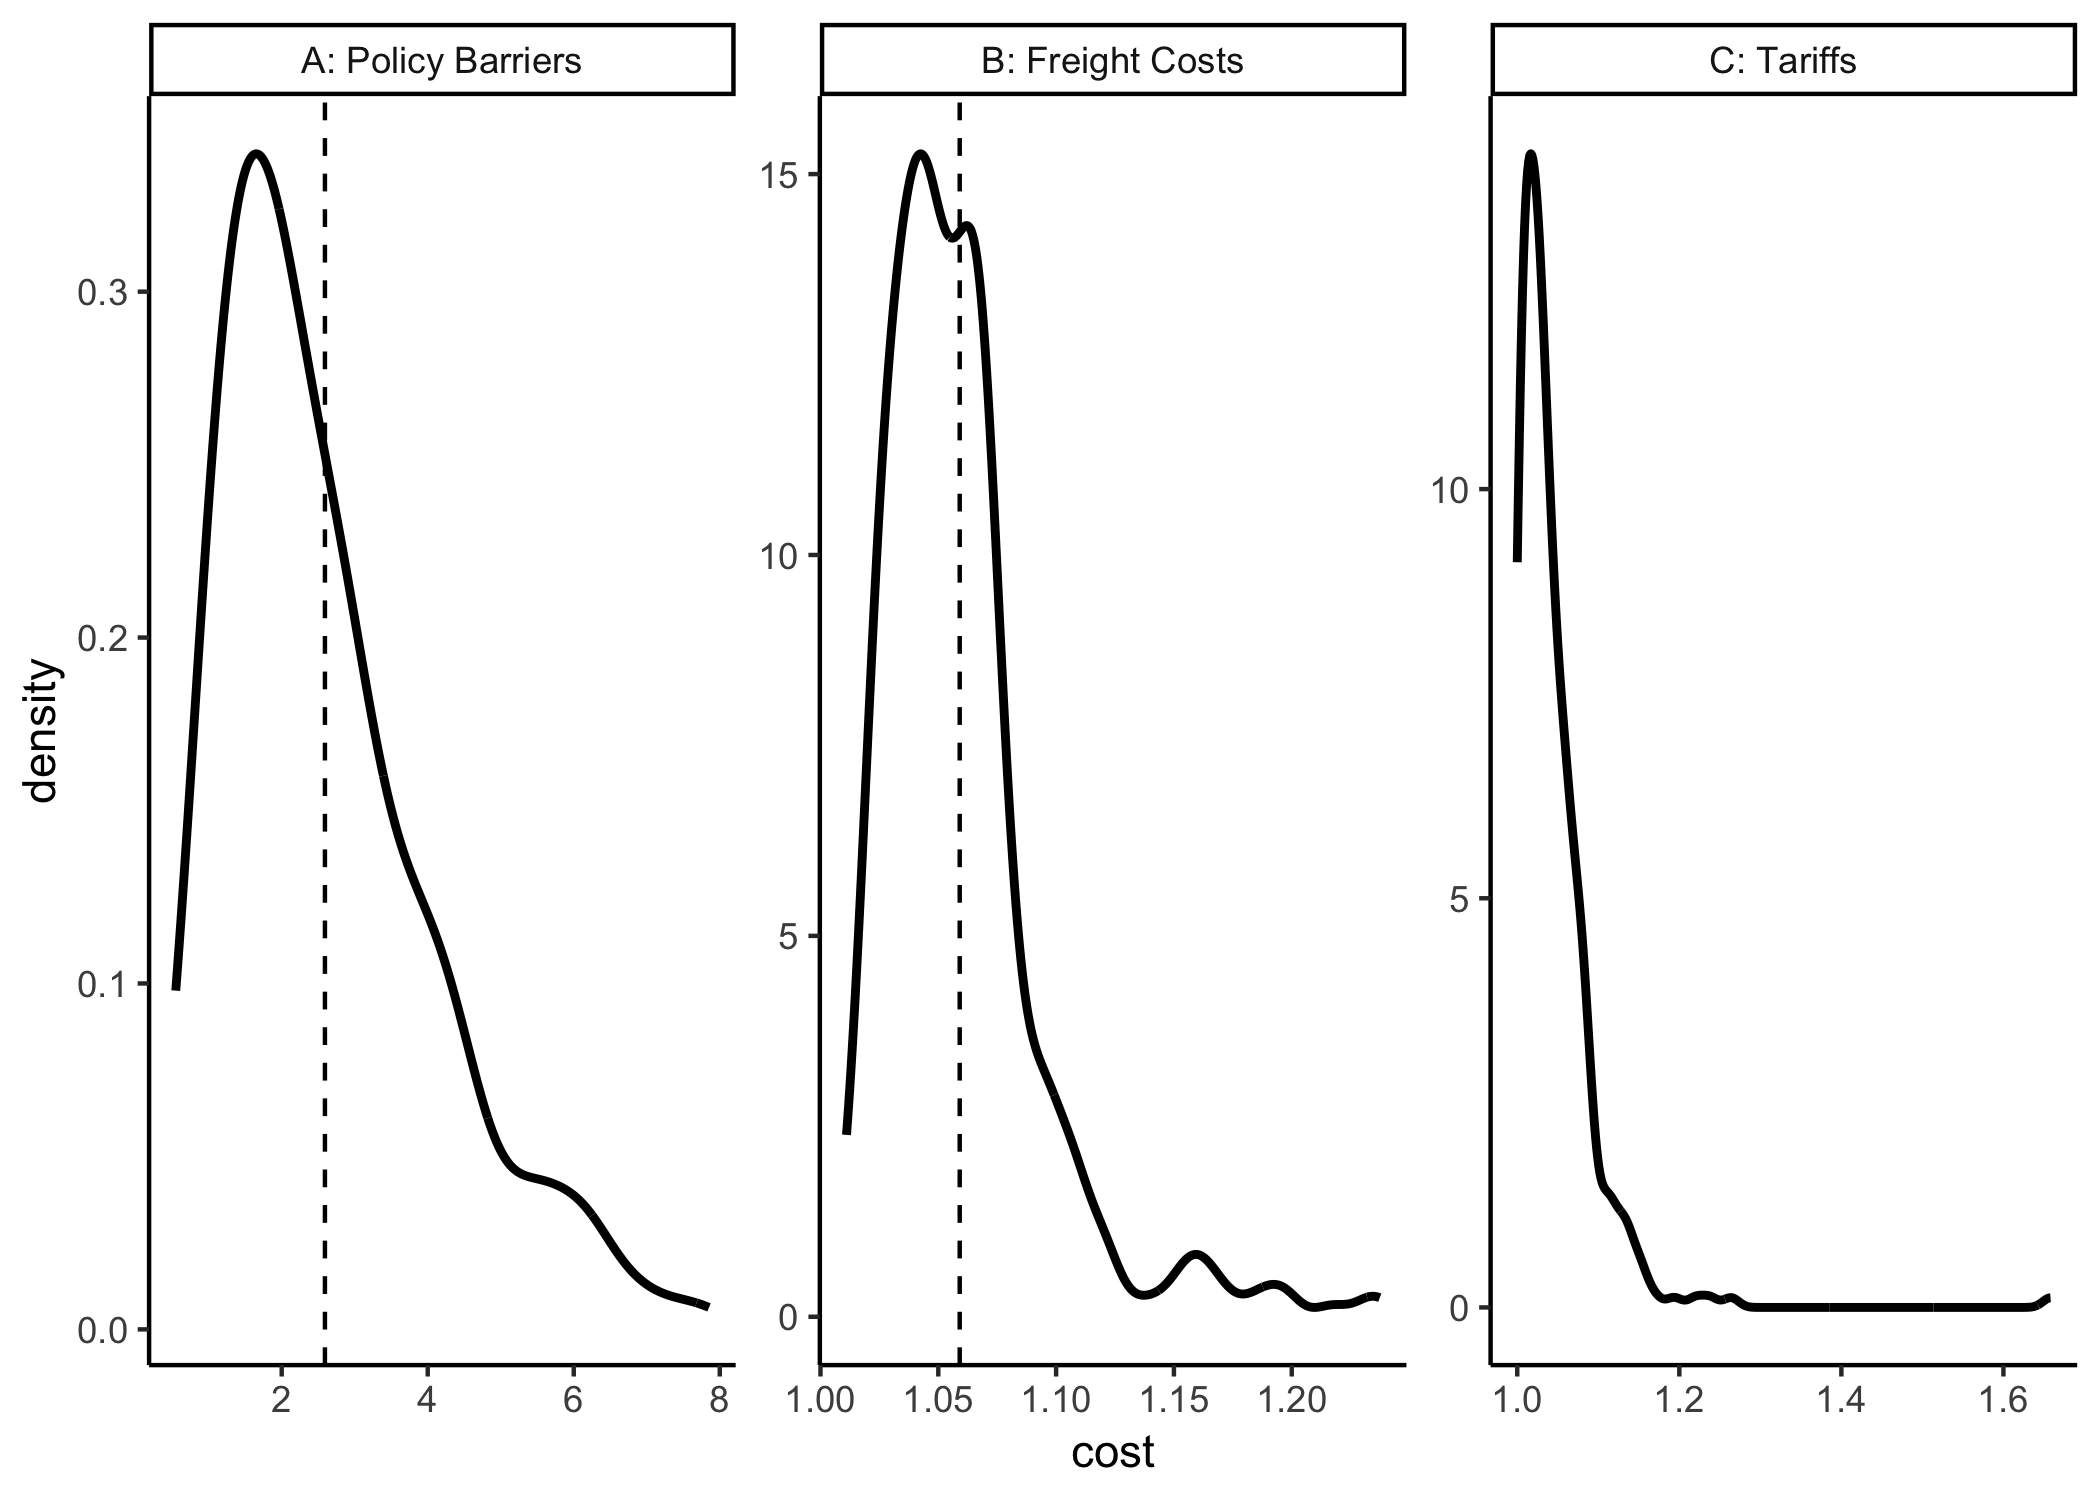 A: Policy Barriers
B: Freight Costs
C: Tariffs
density
0.3
0.2
0.1
0.0
2 4 6 8
15
10
5
0
1.00 1.05 1.10 1.15 1.20
10
5
0
1.0 1.2 1.4 1.6
cost